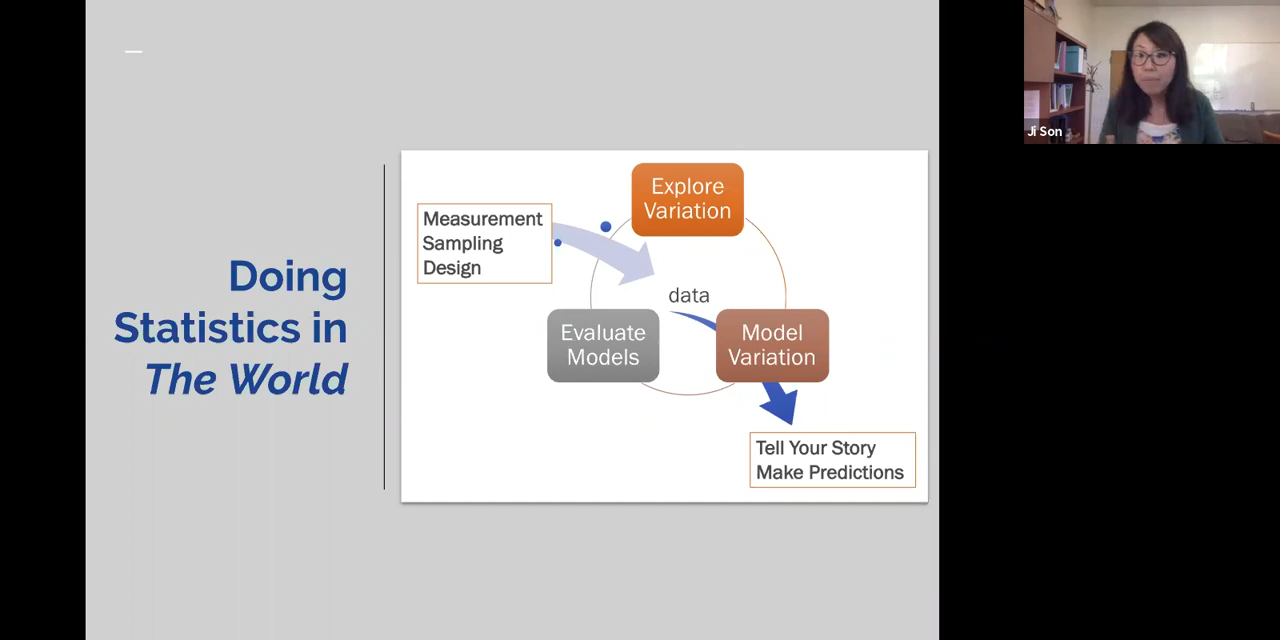 Doing
Statistics in
The World
Measurement
Sampling
Design
Explore
Variation
data
Evaluate
Models
Model
Variation
Tell Your Story
Make Predictions
Ji Son